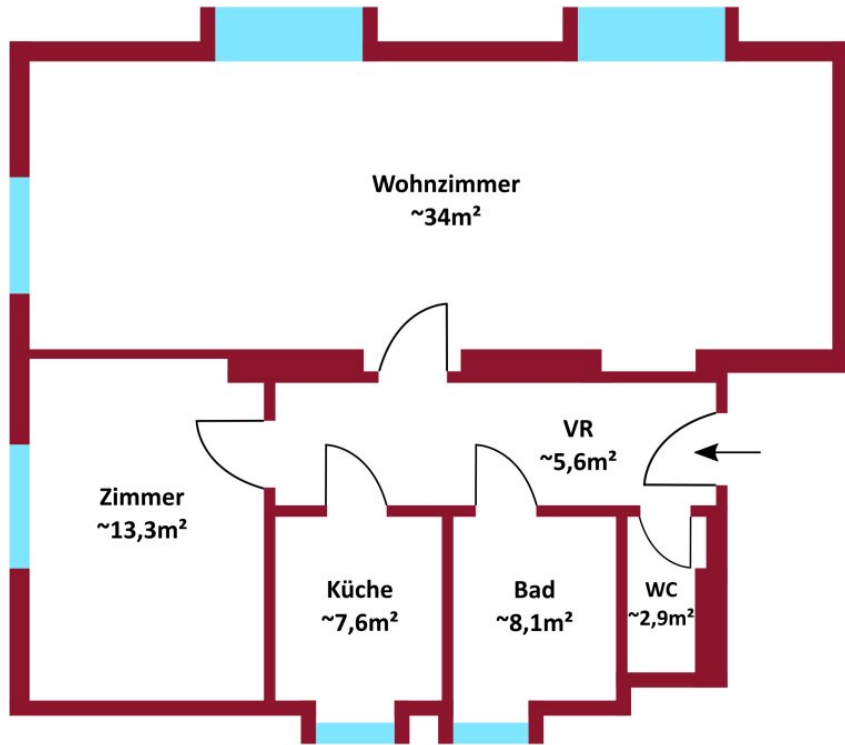 Wohnzimmer
~34m²
VR
~5,6m²
Zimmer
~13,3m²
Küche
~7,6m²
Bad
~8,1m²
WC
~2,9m²